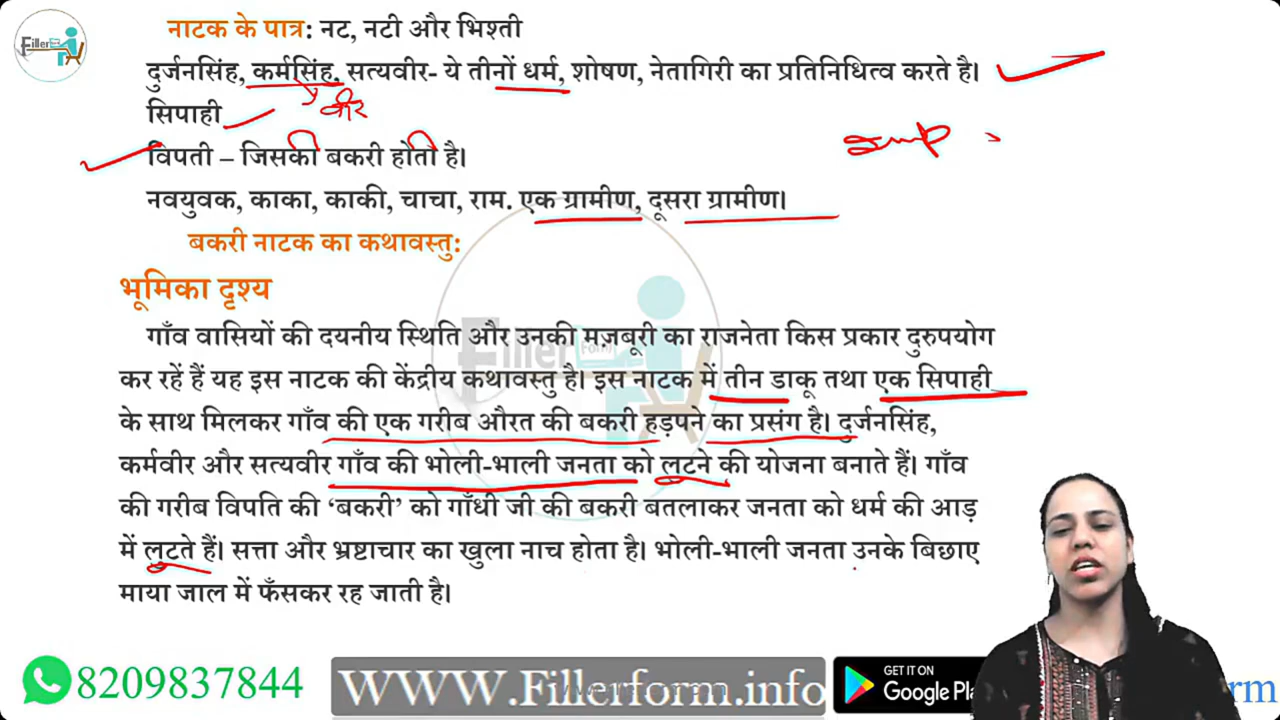 Fillerform
नाटक के पात्र: नट, नटी और भिश्ती
दुर्जनसिंह, कर्मसिंह, सत्यवीर- ये तीनों धर्म, शोषण, नेतागिरी का प्रतिनिधित्व करते है।
सिपाही
वीर
विपती – जिसकी बकरी होती है।
नवयुवक, काका, काकी, चाचा, राम. एक ग्रामीण, दूसरा ग्रामीण।
बकरी नाटक का कथावस्तु:
भूमिका दृश्य
गाँव वासियों की दयनीय स्थिति और उनकी मज़बूरी का राजनेता किस प्रकार दुरुपयोग
कर रहें हैं यह इस नाटक की केंद्रीय कथावस्तु है। इस नाटक में तीन डाकू तथा एक सिपाही
के साथ मिलकर गाँव की एक गरीब औरत की बकरी हड़पने का प्रसंग है। दुर्जनसिंह,
कर्मवीर और सत्यवीर गाँव की भोली-भाली जनता को लुटने की योजना बनाते हैं। गाँव
की गरीब विपति की ‘बकरी’ को गाँधी जी की बकरी बतलाकर जनता को धर्म की आड़
में लुटते हैं। सत्ता और भ्रष्टाचार का खुला नाच होता है। भोली-भाली जनता उनके बिछाए
माया जाल में फँसकर रह जाती है।
8209837844
www.Fillerform.info
GET IT ON
Google Pla
rm